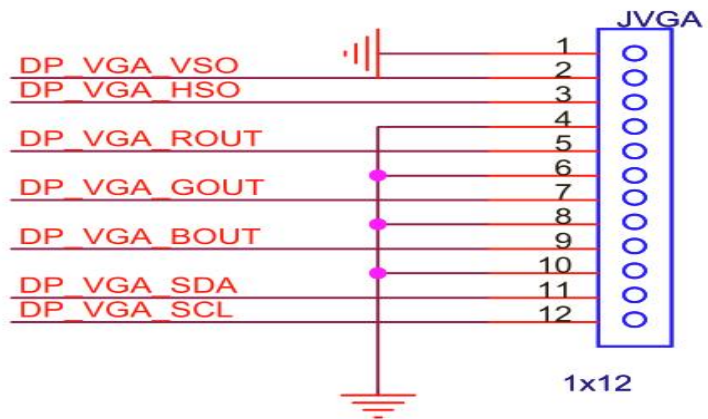 JVGA
1
DP_VGA_VSO 2
DP_VGA_HSO 3
4
DP_VGA_ROUT 5
6
DP_VGA_GOUT 7
8
DP_VGA_BOUT 9
10
DP_VGA_SDA 11
DP_VGA_SCL 12
1x12